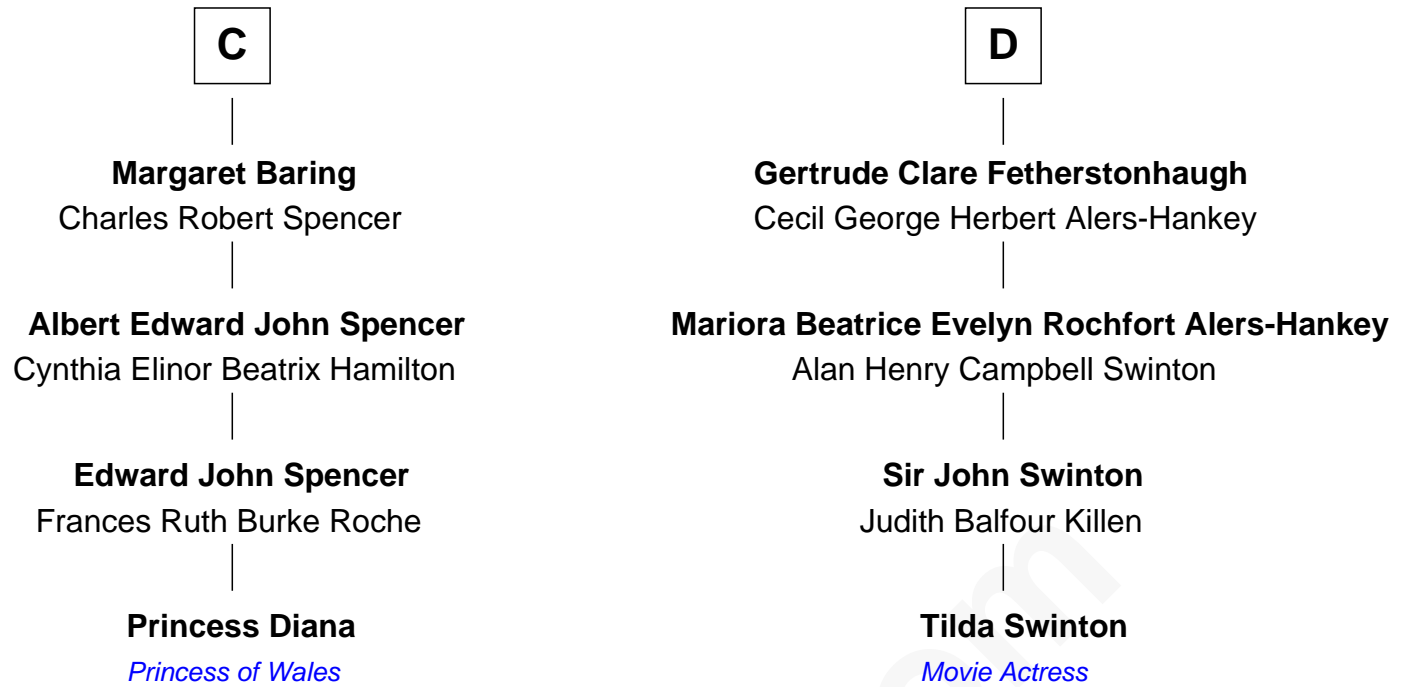 C
Margaret Baring
Charles Robert Spencer
Albert Edward John Spencer
Cynthia Elinor Beatrix Hamilton
Edward John Spencer
Frances Ruth Burke Roche
Princess Diana
Princess of Wales
D
Gertrude Clare Fetherstonhaugh
Cecil George Herbert Alers-Hankey
Mariora Beatrice Evelyn Rochfort Alers-Hankey
Alan Henry Campbell Swinton
Sir John Swinton
Judith Balfour Killen
Tilda Swinton
Movie Actress
om